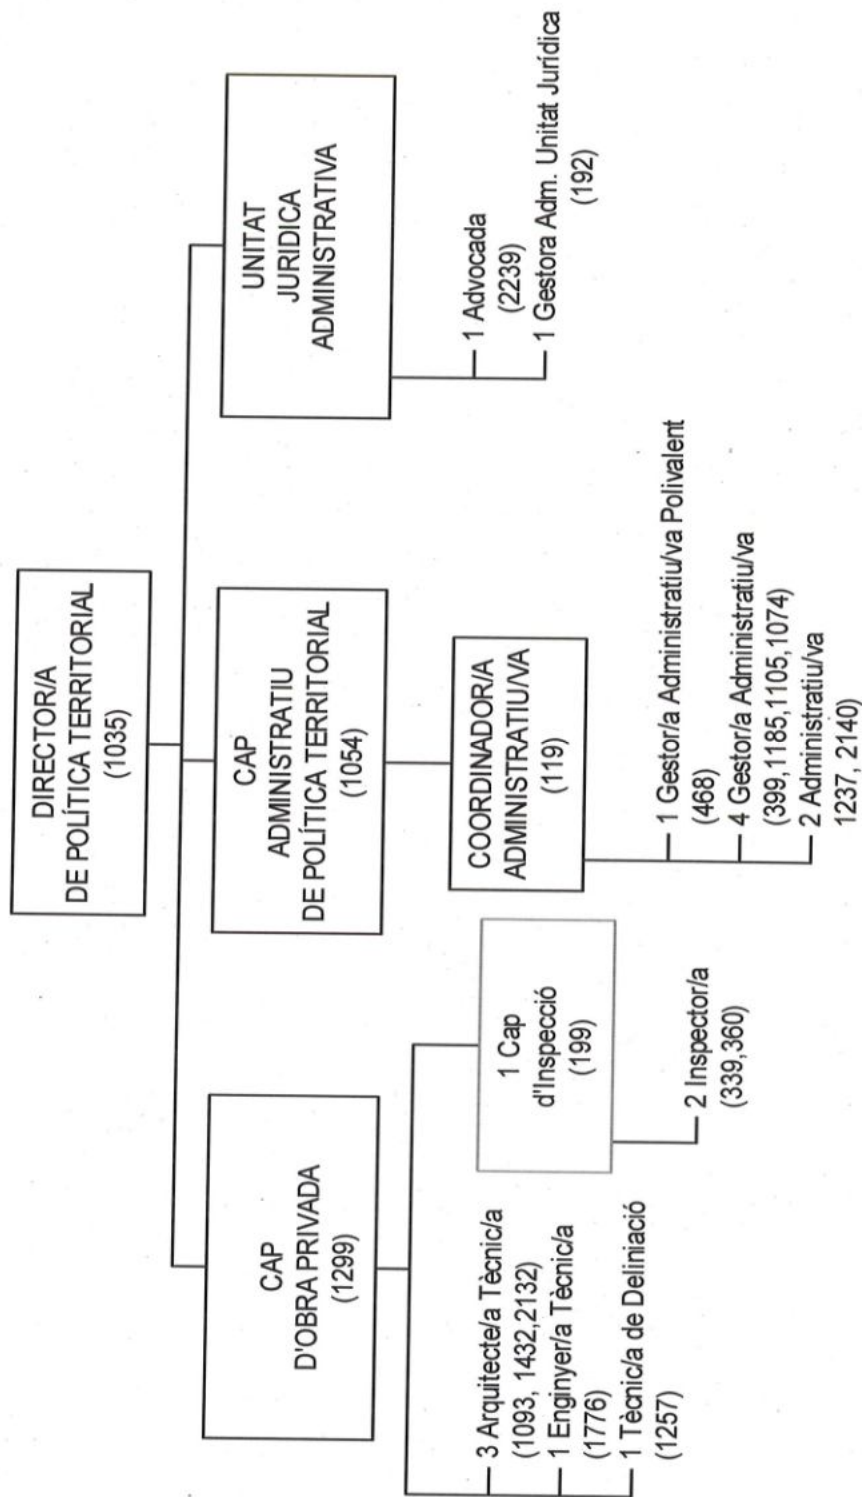 DIRECTOR/A
DE POLÍTICA TERRITORIAL
(1035)
CAP
D'OBRA PRIVADA
(1299)
3 Arquitecte/a Tècnic/a
(1093, 1432,2132)
1 Enginyer/a Tècnic/a
(1776)
1 Tècnic/a de Deliniació
(1257)
1 Cap
d'Inspecció
(199)
2 Inspector/a
(339,360)
CAP
ADMINISTRATIU
DE POLÍTICA TERRITORIAL
(1054)
COORDINADOR/A
ADMINISTRATIU/VA
(119)
1 Gestor/a Administratiu/va Polivalent
(468)
4 Gestor/a Administratiu/va
(399,1185,1105,1074)
2 Administratiu/va
1237, 2140)
UNITAT
JURIDICA
ADMINISTRATIVA
1 Advocada
(2239)
1 Gestora Adm. Unitat Jurídica
(192)